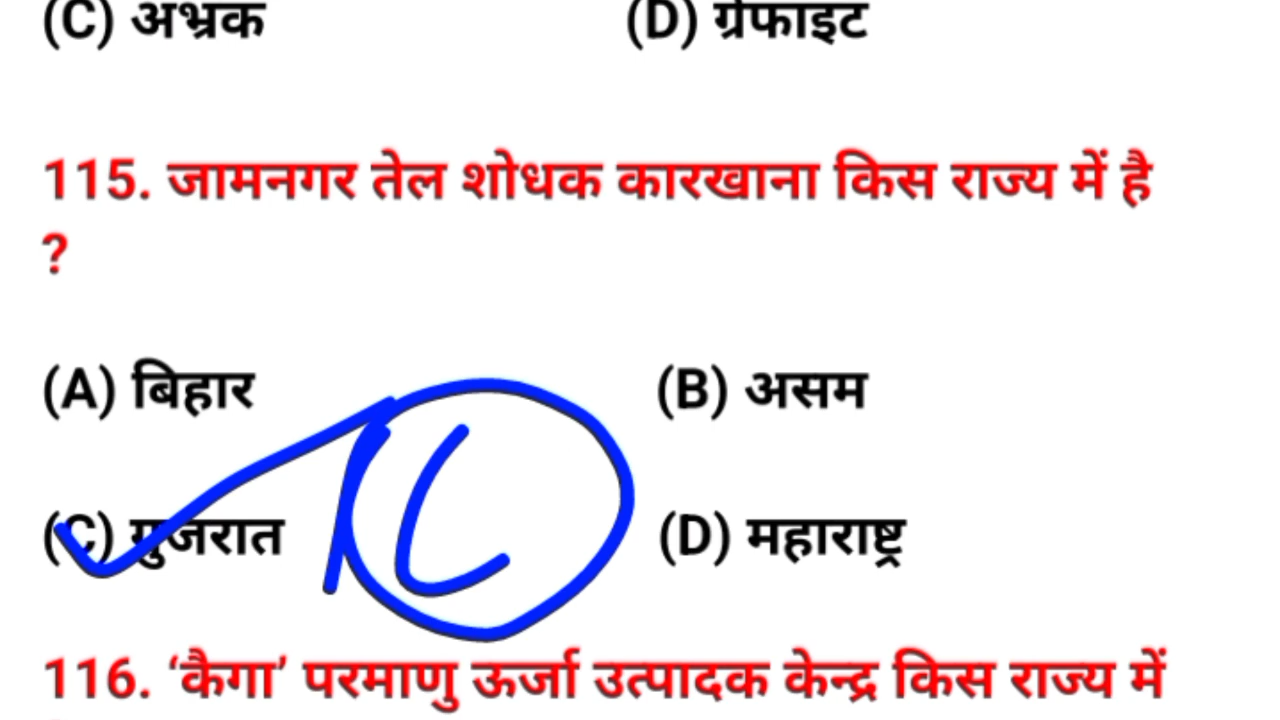 (C) अभ्रक (D) ग्रेफाइट
115. जामनगर तेल शोधक कारखाना किस राज्य में है
?
(A) बिहार (B) असम
(C) गुजरात (D) महाराष्ट्र
C
116. ‘कैगा’ परमाणु ऊर्जा उत्पादक केन्द्र किस राज्य में